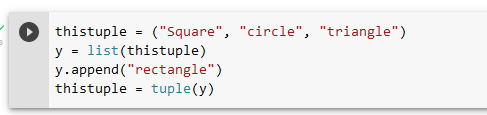 thistuple = ("Square", "circle", "triangle")
y = list(thistuple)
y.append("rectangle")
thistuple = tuple(y)